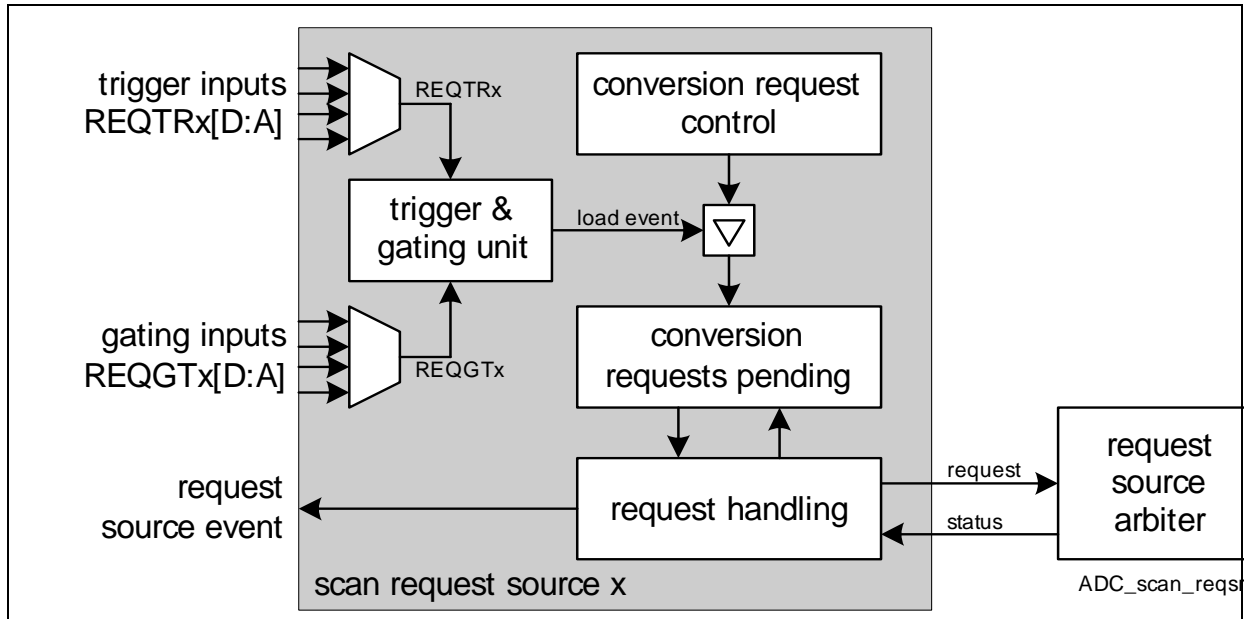 trigger inputs
REQTRx[D:A]
REQTRx
conversion request
control
trigger &
gating unit
load event
gating inputs
REQGTx[D:A]
REQGTx
conversion
requests pending
request
source event
request handling
request
status
request
source
arbiter
scan request source x
ADC_scan_reqsr